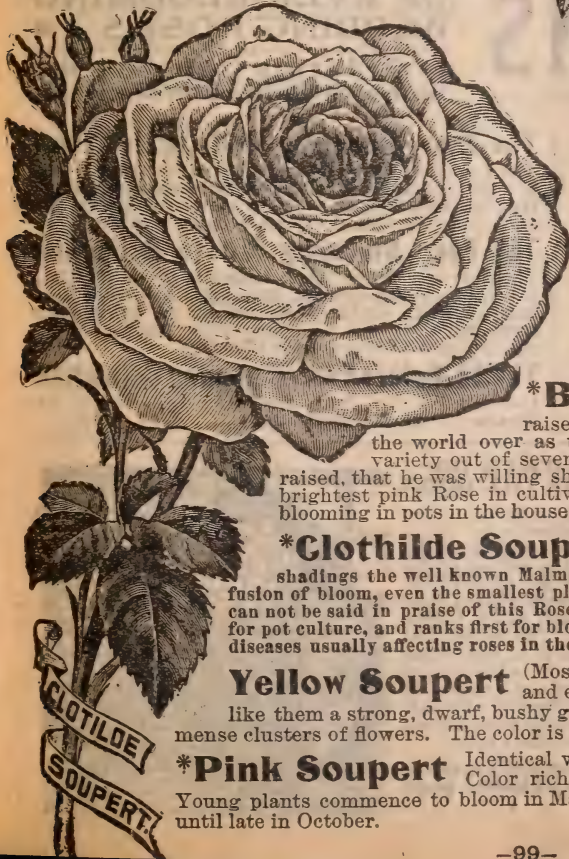 *B
raise
the world over as
variety out of sever
raised, that he was willing sh
brightest pink Rose in cultiv
blooming in pots in the house
*Clothilde Soup
shadings the well known Malm
fusion of bloom, even the smallest pl
can not be said in praise of this Rose
for pot culture, and ranks first for blo
diseases usually affecting roses in the
Yellow Soupert (Mos
and e
like them a strong, dwarf, bushy g
mense clusters of flowers. The color is
*Pink Soupert Identical
Color rich
Young plants commence to bloom in M
until late in October.
CLOTILDE
SOUPERT.
—99—